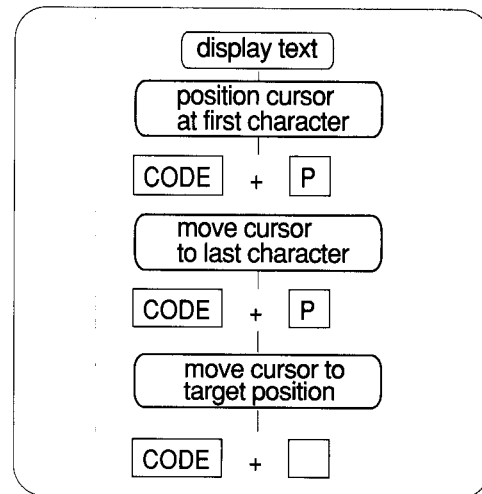 display text
position cursor
at first character
CODE + P
move cursor
to last character
CODE + P
move cursor to
target position
CODE +